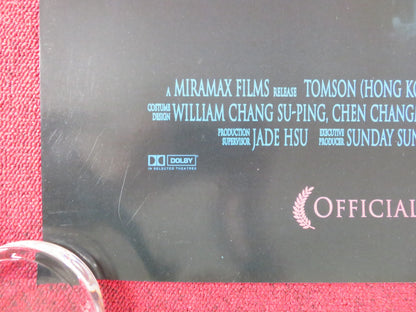 A MIRAMAX FILMS RELEASE TOMSON (HONG KO
COSTUME DESIGN WILLIAM CHANG SU-PING, CHEN CHANGM
PRODUCTION SUPERVISOR JADE HSU EXECUTIVE PRODUCER SUNDAY SUN
DOLBY
IN SELECTED THEATRES
OFFICIAL